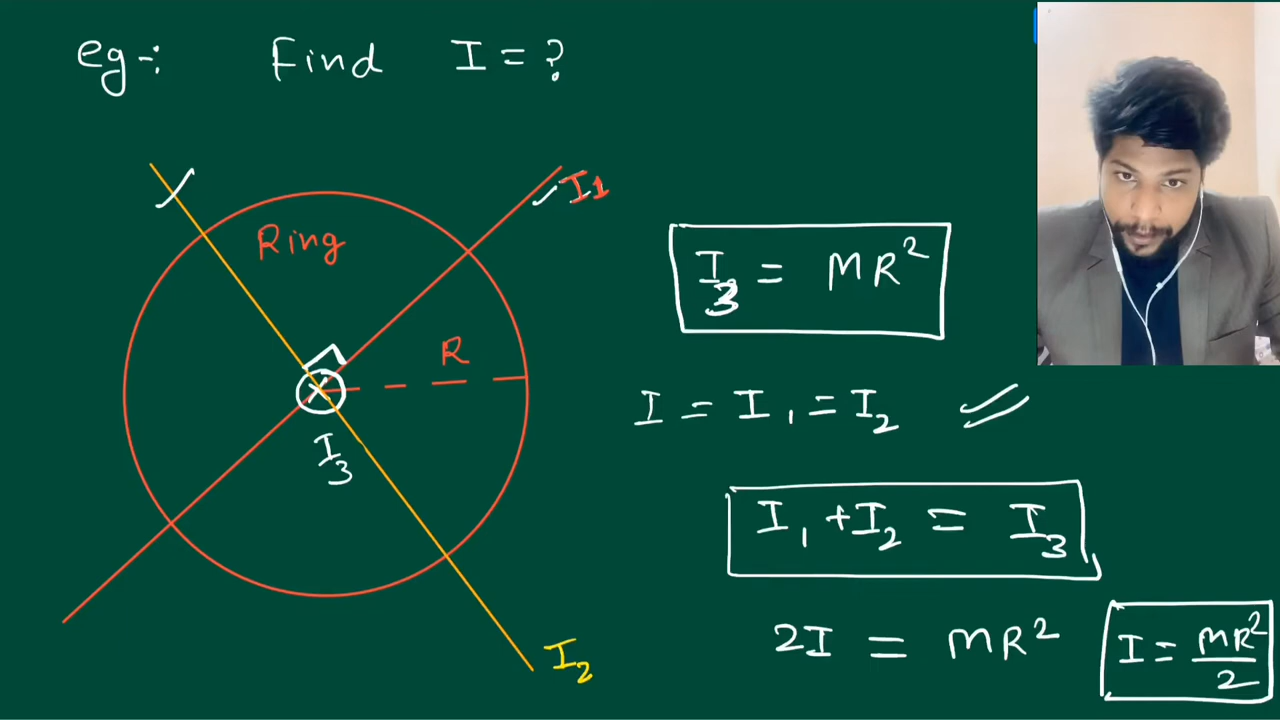 eg-: Find I = ?
I1
Ring
R
I₃
I₂
I₃ = MR²
I = I₁ = I₂
I₁ + I₂ = I₃
2I = MR²
I = MR²/2